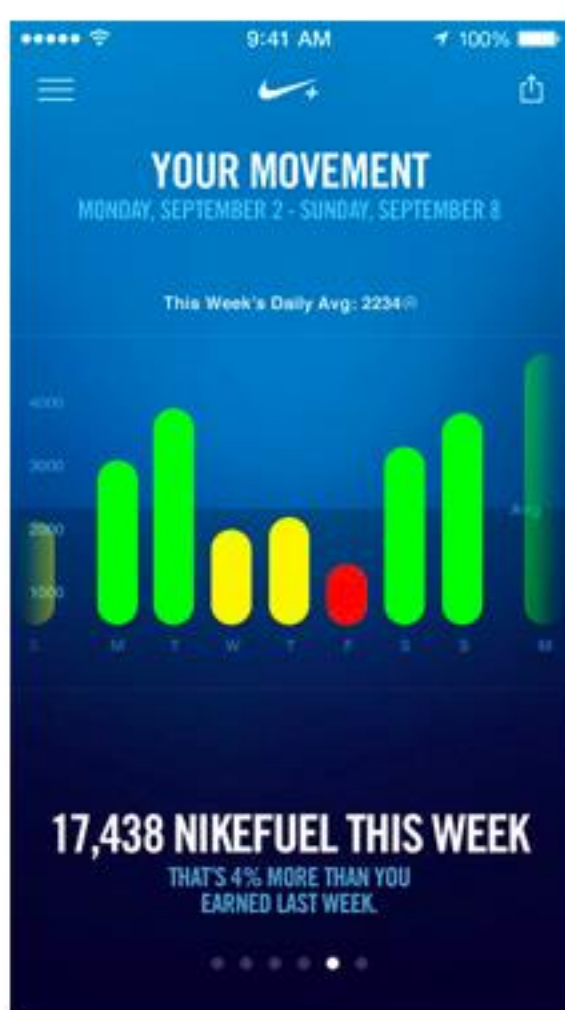 9:41 AM
100%
YOUR MOVEMENT
MONDAY, SEPTEMBER 2 - SUNDAY, SEPTEMBER 8
This Week's Daily Avg: 2234
4000
3000
2000
Avg
1000
S M T W T F S S M
17,438 NIKEFUEL THIS WEEK
THAT'S 4% MORE THAN YOU
EARNED LAST WEEK.